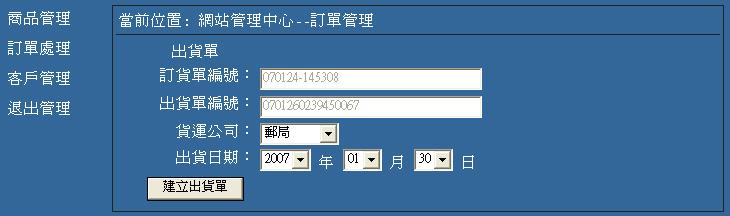 商品管理
訂單處理
客戶管理
退出管理
當前位置: 網站管理中心--訂單管理
出貨單
訂貨單編號： 070124-145308
出貨單編號： 0701260239450067
貨運公司： 郵局
出貨日期： 2007 年 01 月 30 日
建立出貨單